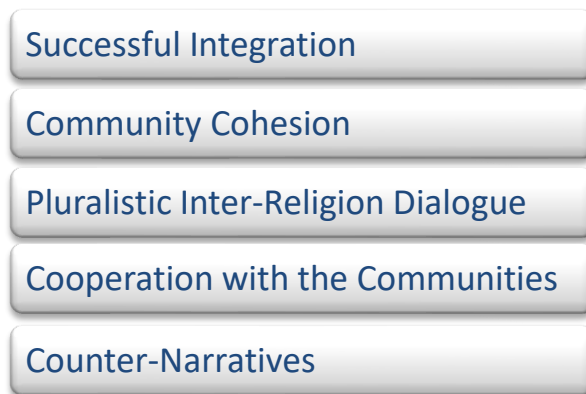 Successful Integration
Community Cohesion
Pluralistic Inter-Religion Dialogue
Cooperation with the Communities
Counter-Narratives